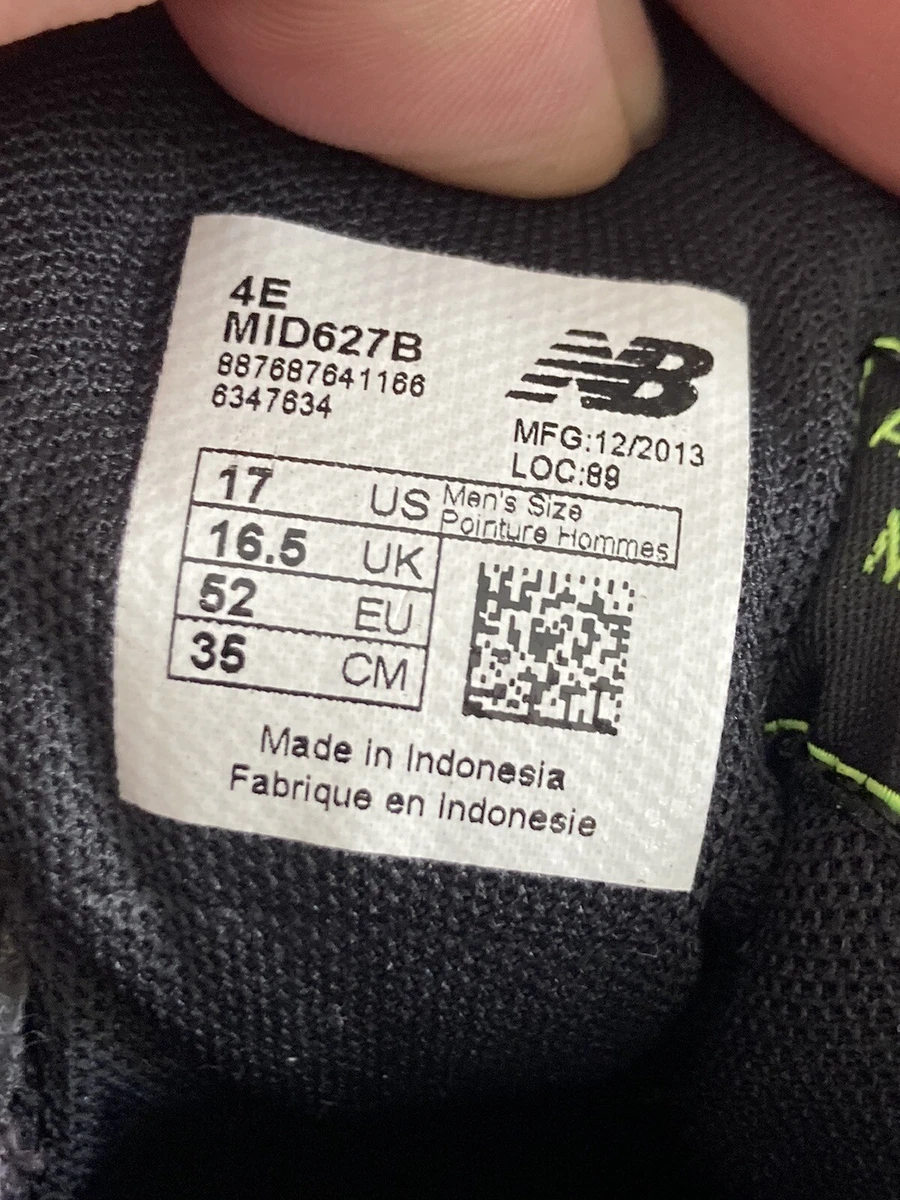 4E
MID627B
887687641166
6347634
NB
MFG:12/2013
LOC:89
17 US Men's Size
Pointure Hommes
16.5 UK
52 EU
35 CM
Made in Indonesia
Fabrique en Indonesie